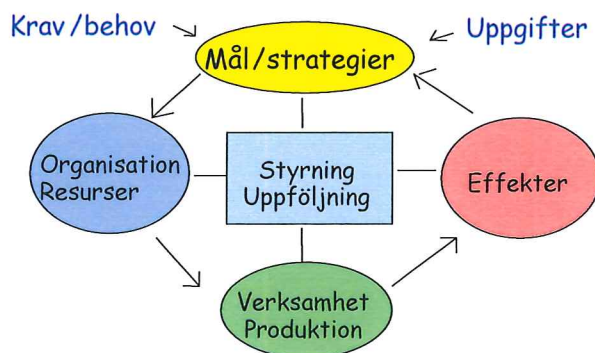 Krav/behov
Uppgifter
Mål/strategier
Organisation
Resurser
Styrning
Uppföljning
Effekter
Verksamhet
Produktion